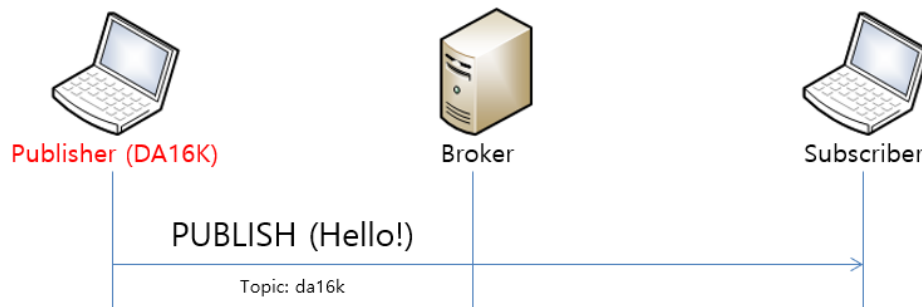 Publisher (DA16K)
Broker
Subscriber
PUBLISH (Hello!)
Topic: da16k